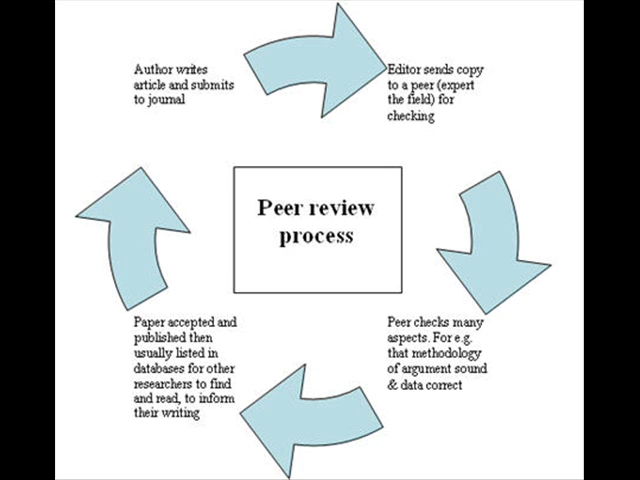 Author writes
article and submits
to journal
Editor sends copy
to a peer (expert
the field) for
checking
Peer review
process
Peer checks many
aspects. For e.g.
that methodology
of argument sound
& data correct
Paper accepted and
published then
usually listed in
databases for other
researchers to find
and read, to inform
their writing